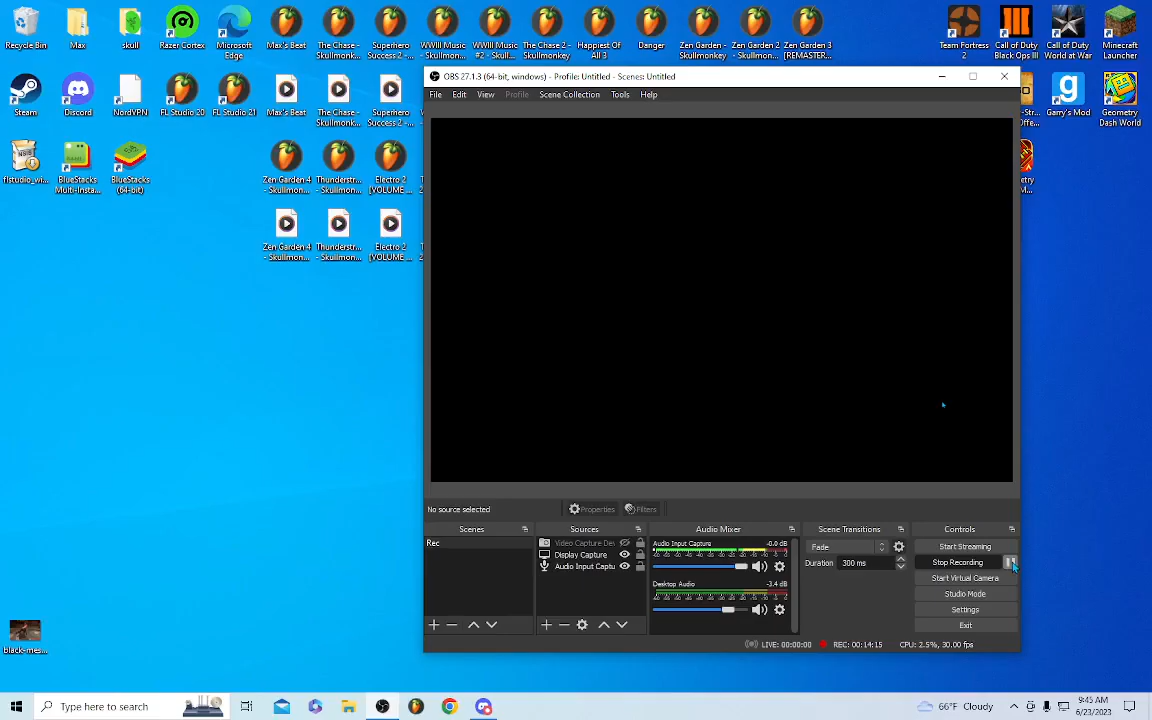 Recycle Bin
Max
skull
Razer Cortex
Microsoft
Edge
Max's Beat
The Chase -
Skullmonk...
Superhero
Success 2 -...
WWIII Music
- Skullmon...
WWIII Music
#2 - Skull...
The Chase 2
- Skullmon...
Happiest Of
All 3
Danger
Zen Garden
- Skullmonkey
Zen Garden 2
- Skullmon...
Zen Garden 3
[REMASTER...
Team Fortress
2
Call of Duty
Black Ops III
Call of Duty
World at War
Minecraft
Launcher
Steam
Discord
NordVPN
FL Studio 20
FL Studio 21
Max's Beat
The Chase -
Skullmonk...
Superhero
Success 2 -...
Garry's Mod
Geometry
Dash World
flstudio_wi...
BlueStacks
Multi-Insta...
BlueStacks
(64-bit)
Zen Garden 4
- Skullmon...
Thunderstr...
- Skullmon...
Electro 2
[VOLUME ...
Zen Garden 4
- Skullmon...
Thunderstr...
- Skullmon...
Electro 2
[VOLUME ...
black-mes...
OBS 27.1.3 (64-bit, windows) - Profile: Untitled - Scenes: Untitled
File Edit View Profile Scene Collection Tools Help
No source selected
Properties
Filters
Scenes
Sources
Audio Mixer
Scene Transitions
Controls
Rec
Video Capture De
Display Capture
Audio Input Captu
Audio Input Capture
-0.0 dB
Desktop Audio
-3.4 dB
Fade
Duration 300 ms
Start Streaming
Stop Recording
Start Virtual Camera
Studio Mode
Settings
Exit
LIVE: 00:00:00
REC: 00:14:15
CPU: 2.5%, 30.00 fps
Type here to search
66°F Cloudy
9:45 AM
6/23/2023